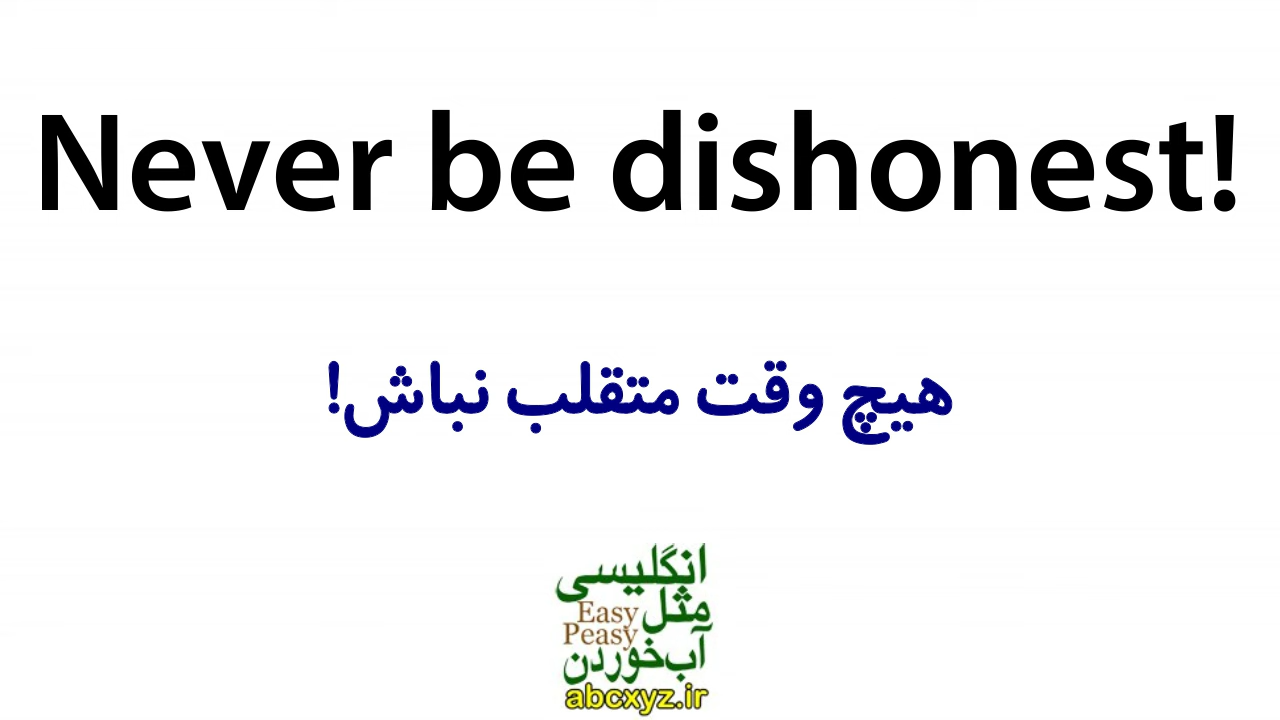 Never be dishonest!
هیچ وقت متقلب نباش!
انگلیسی
مثل Easy
Peasy
آب خوردن
abcxyz.ir